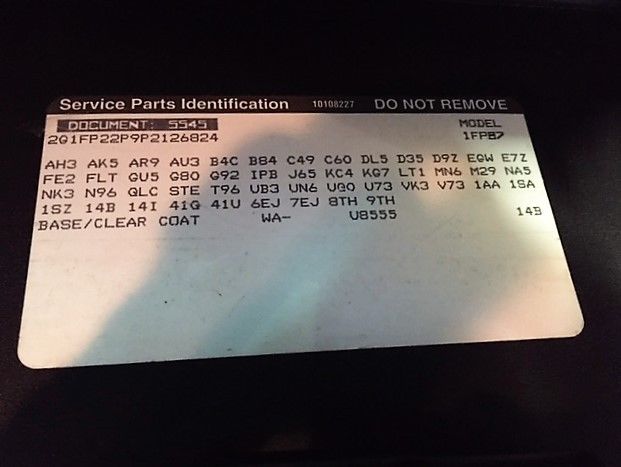 Service Parts Identification 10108227 DO NOT REMOVE
DOCUMENT: 5545 MODEL
2G1FP22P9P2126824 1FP87
AH3 AK5 AR9 AU3 B4C B84 C49 C60 DL5 D35 D9Z EGW E7Z
FE2 FLT GU5 G80 G92 IPB J65 KC4 KG7 LT1 MN6 M29 NA5
NK3 N96 QLC STE T96 UB3 UN6 UQ0 U73 VK3 V73 1AA 1SA
1SZ 14B 14I 41G 41U 6EJ 7EJ 8TH 9TH
BASE/CLEAR COAT WA- U8555 14B